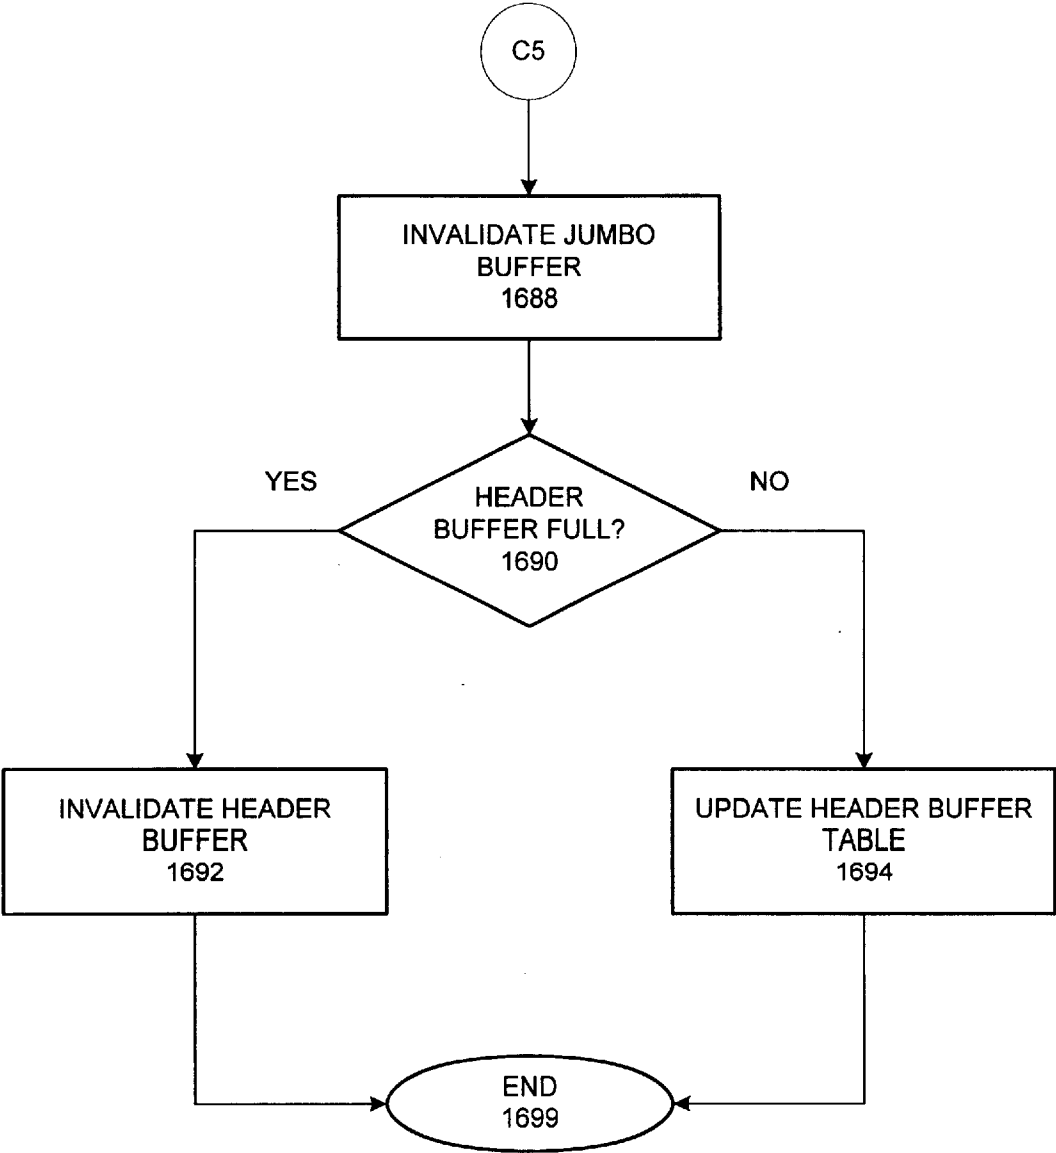 C5
INVALIDATE JUMBO
BUFFER
1688
YES
NO
HEADER
BUFFER FULL?
1690
INVALIDATE HEADER
BUFFER
1692
UPDATE HEADER BUFFER
TABLE
1694
END
1699